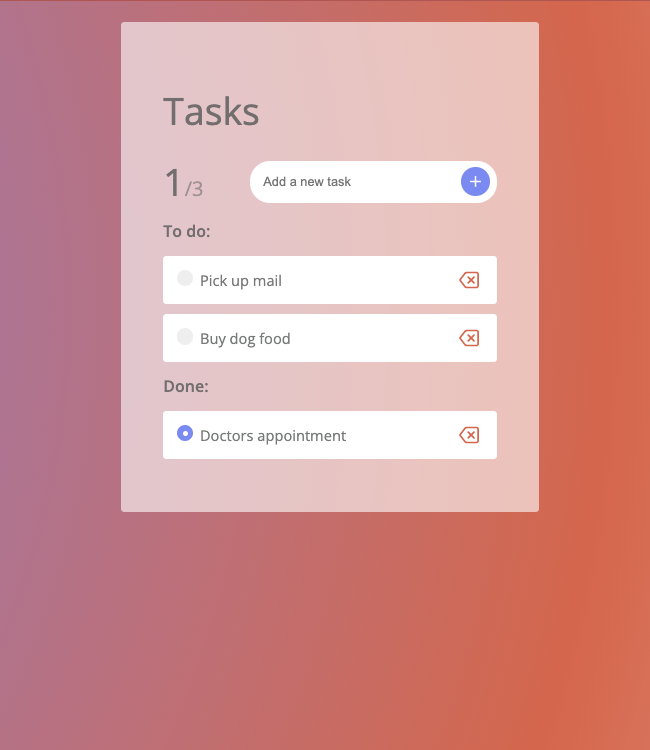 Tasks
1/3
Add a new task
To do:
Pick up mail
Buy dog food
Done:
Doctors appointment